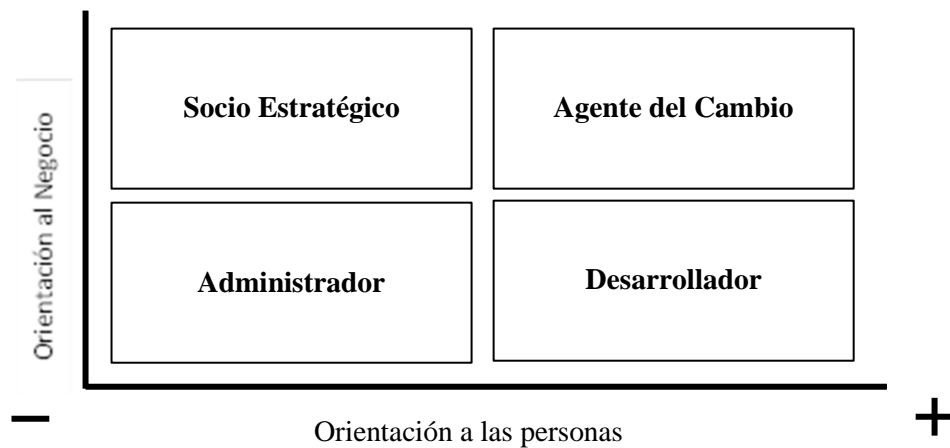 Socio Estratégico
Agente del Cambio
Orientación al Negocio
Administrador
Desarrollador
−
+
Orientación a las personas